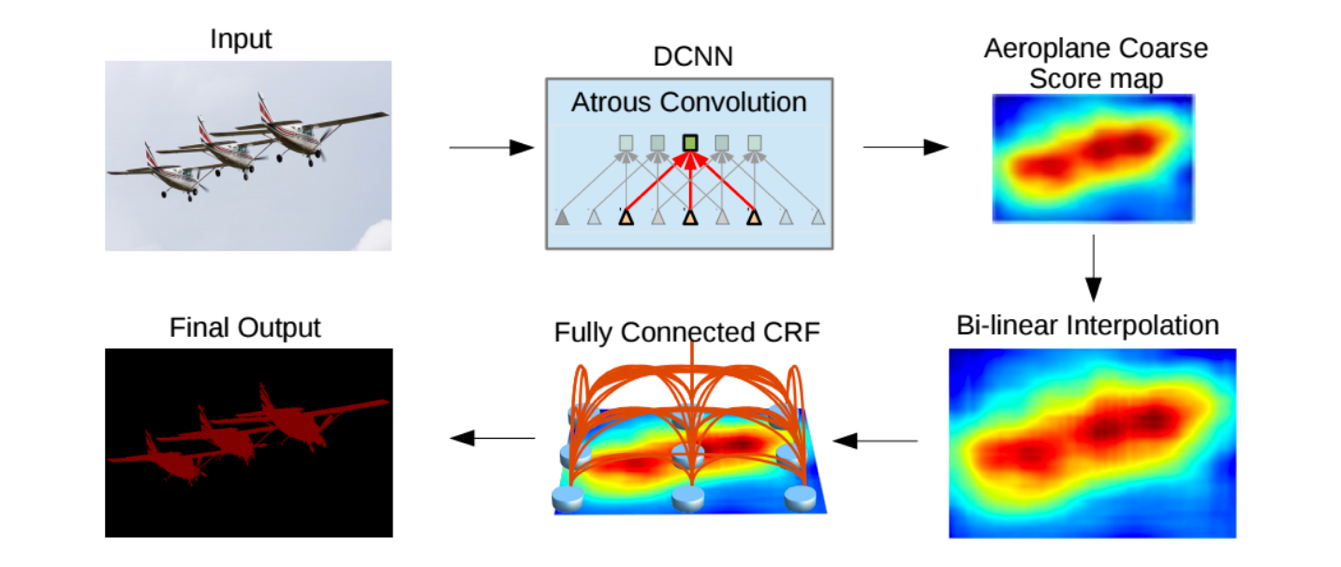 Input
DCNN
Atrous Convolution
Aeroplane Coarse
Score map
Final Output
Fully Connected CRF
Bi-linear Interpolation